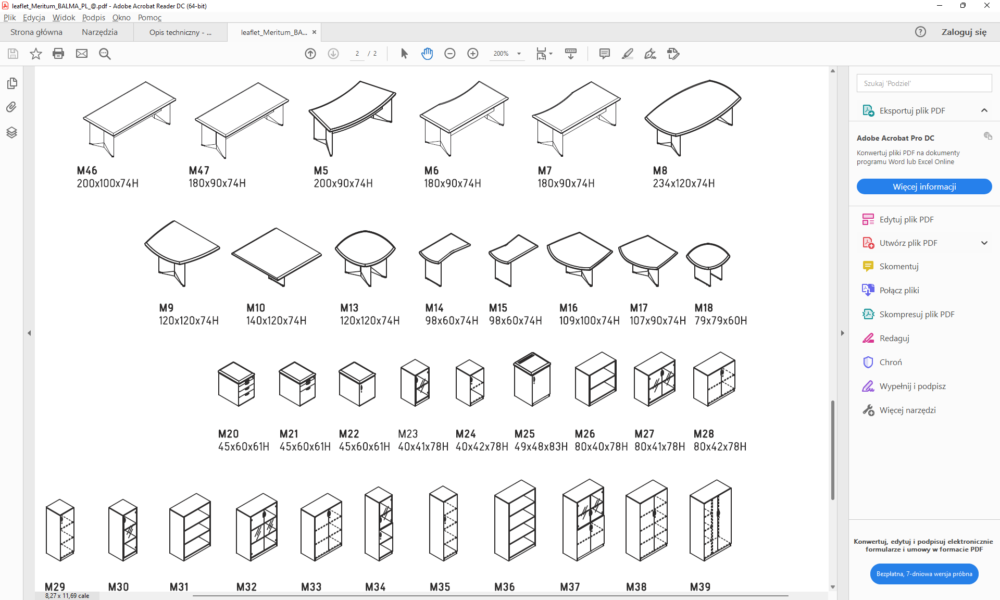 leaflet_Meritum_BALMA_PL_@.pdf - Adobe Acrobat Reader DC (64-bit)
Plik Edycja Widok Podpis Okno Pomoc
Strona główna Narzędzia Opis techniczny - ... leaflet_Meritum_BA... × Zaloguj się
2 / 2 200%
Szukaj 'Podziel'
Eksportuj plik PDF
Adobe Acrobat Pro DC
Konwertuj pliki PDF na dokumenty
programu Word lub Excel Online
Więcej informacji
Edytuj plik PDF
Utwórz plik PDF
Skomentuj
Połącz pliki
Skompresuj plik PDF
Redaguj
Chroń
Wypełnij i podpisz
Więcej narzędzi
Konwertuj, edytuj i podpisuj elektronicznie
formularze i umowy w formacie PDF
Bezpłatna, 7-dniowa wersja próbna
M46 M47 M5 M6 M7 M8
200x100x74H 180x90x74H 200x90x74H 180x90x74H 180x90x74H 234x120x74H
M9 M10 M13 M14 M15 M16 M17 M18
120x120x74H 140x120x74H 120x120x74H 98x60x74H 98x60x74H 109x100x74H 107x90x74H 79x79x60H
M20 M21 M22 M23 M24 M25 M26 M27 M28
45x60x61H 45x60x61H 45x60x61H 40x41x78H 40x42x78H 49x48x83H 80x40x78H 80x41x78H 80x42x78H
M29 M30 M31 M32 M33 M34 M35 M36 M37 M38 M39
8,27 x 11,69 cale